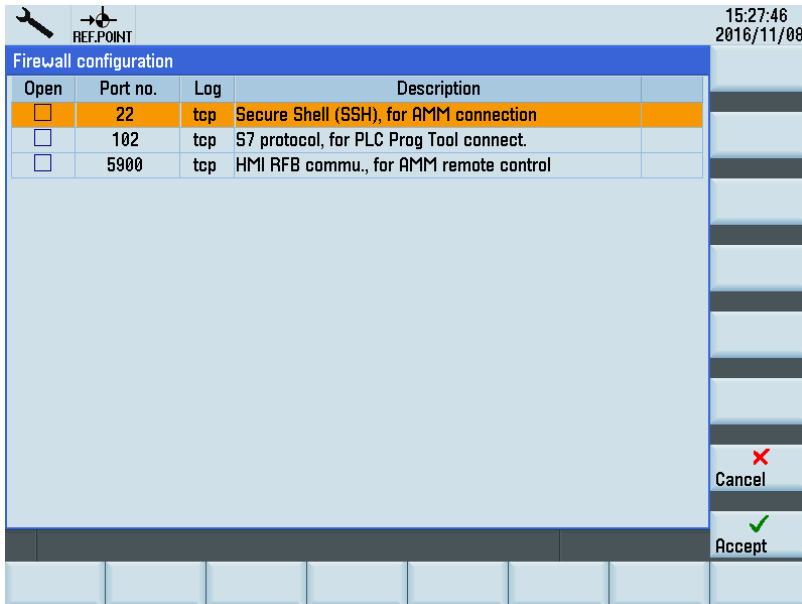 REF.POINT
15:27:46
2016/11/08
Firewall configuration
Open Port no. Log Description
22 tcp Secure Shell (SSH), for AMM connection
102 tcp S7 protocol, for PLC Prog Tool connect.
5900 tcp HMI RFB commu., for AMM remote control
Cancel
Accept